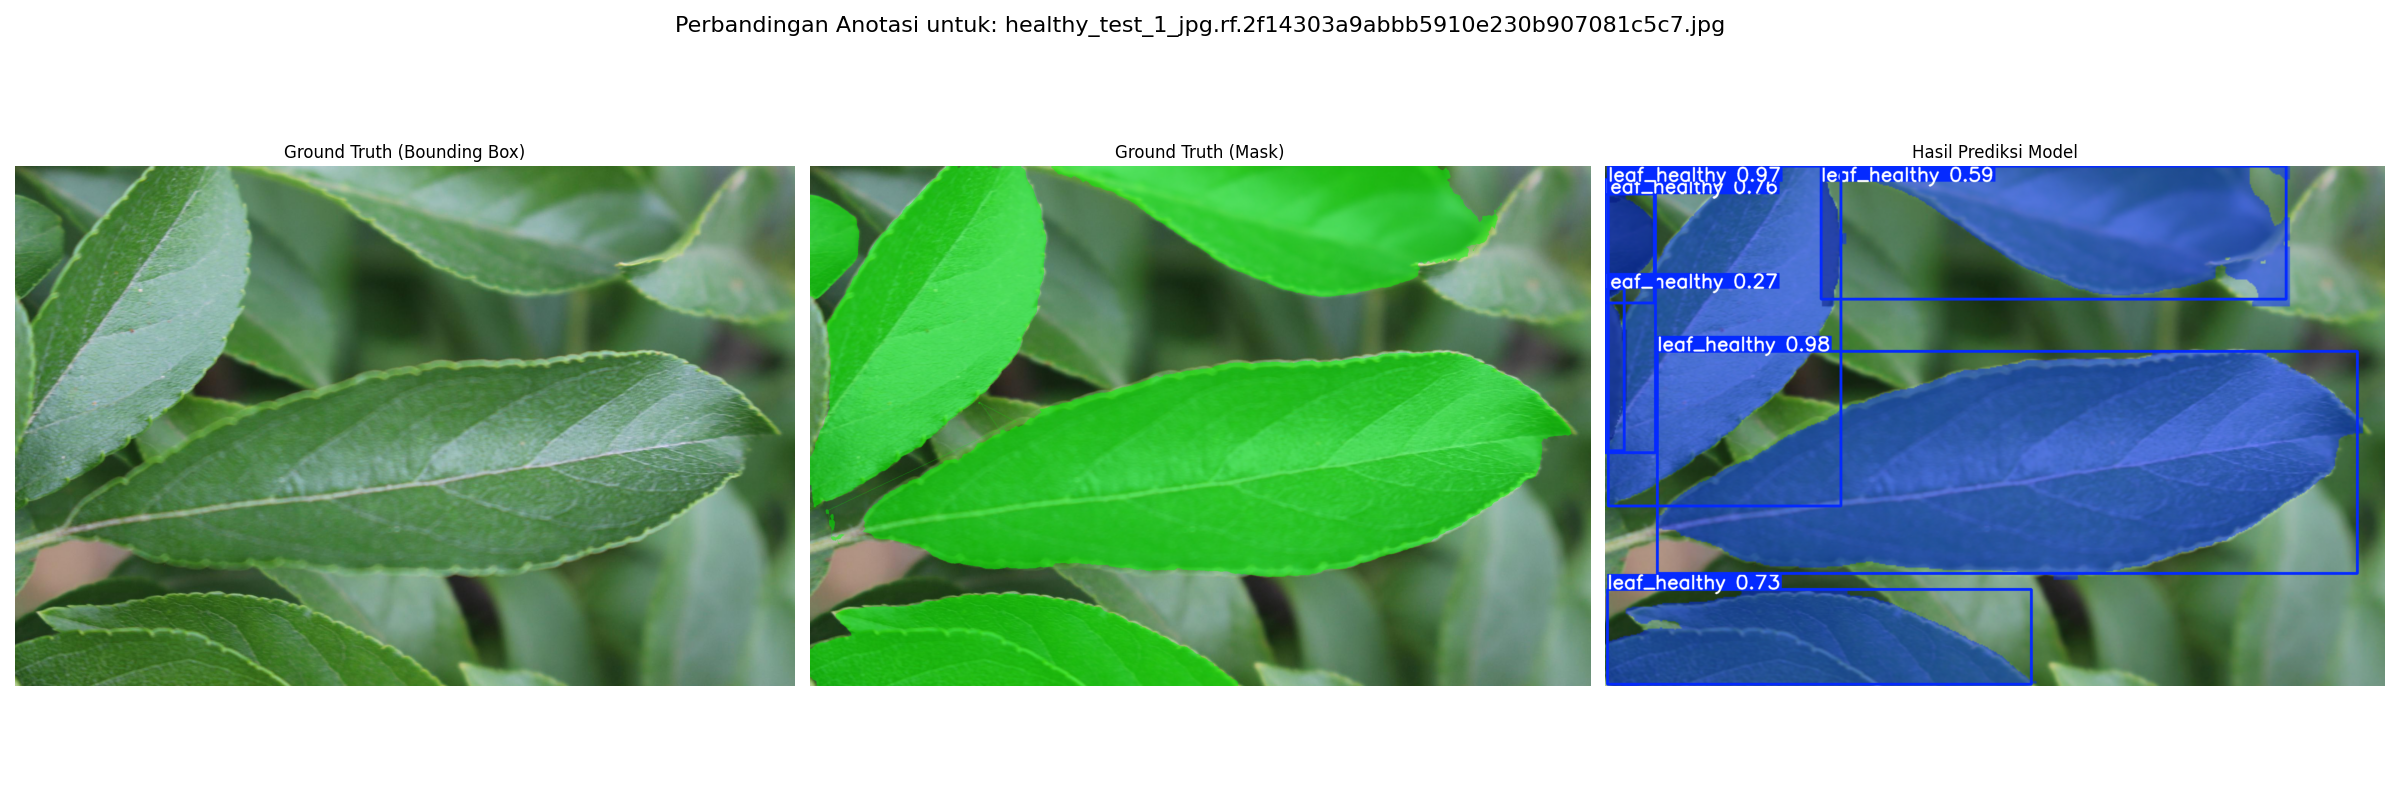 Perbandingan Anotasi untuk: healthy_test_1_jpg.rf.2f14303a9abbb5910e230b907081c5c7.jpg
Ground Truth (Bounding Box)
Ground Truth (Mask)
Hasil Prediksi Model
leaf_healthy 0.97
leaf_healthy 0.59
eaf_healthy 0.76
eaf_healthy 0.27
leaf_healthy 0.98
leaf_healthy 0.73